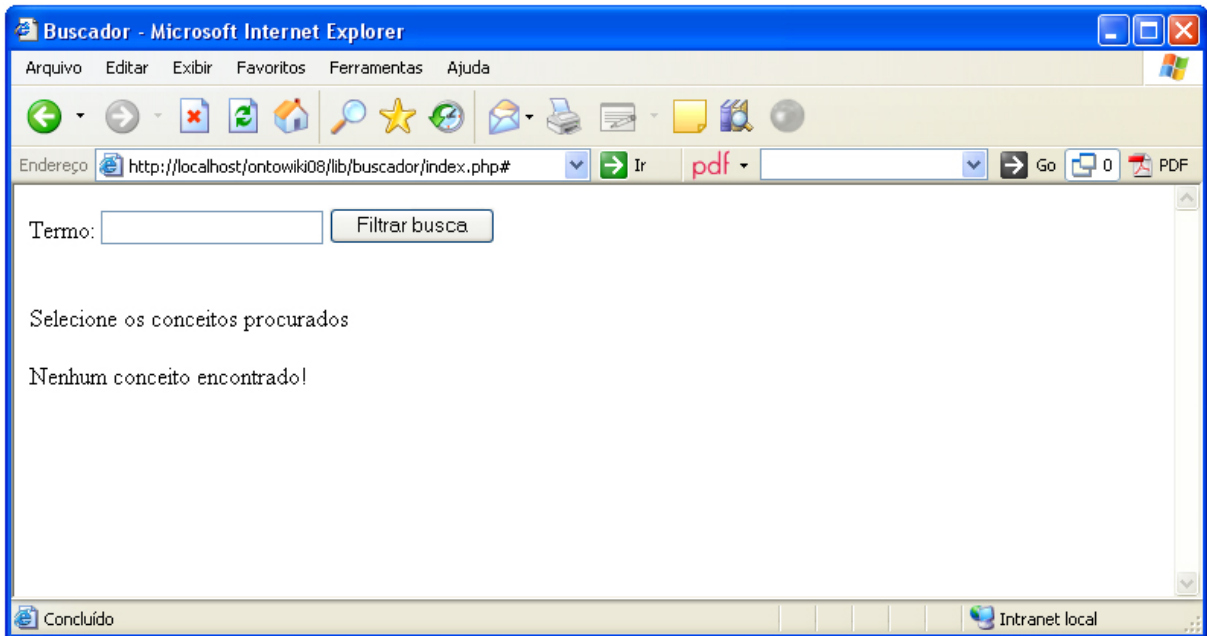 Buscador - Microsoft Internet Explorer
Arquivo Editar Exibir Favoritos Ferramentas Ajuda
Endereço http://localhost/ontowiki08/lib/buscador/index.php# Ir pdf Go 0 PDF
Termo: Filtrar busca
Selecione os conceitos procurados
Nenhum conceito encontrado!
Concluído Intranet local